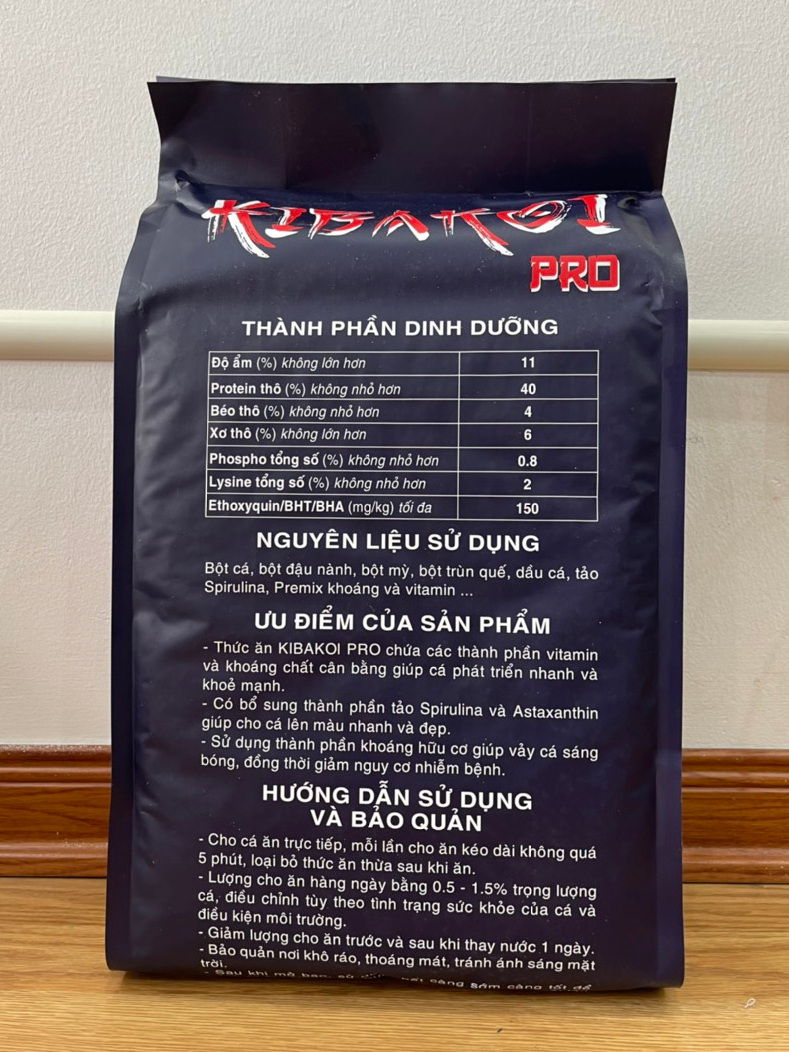 KIBAKOI
PRO
THÀNH PHẦN DINH DƯỠNG
Độ ẩm (%) không lớn hơn 11
Protein thô (%) không nhỏ hơn 40
Béo thô (%) không nhỏ hơn 4
Xơ thô (%) không lớn hơn 6
Phospho tổng số (%) không nhỏ hơn 0.8
Lysine tổng số (%) không nhỏ hơn 2
Ethoxyquin/BHT/BHA (mg/kg) tối đa 150
NGUYÊN LIỆU SỬ DỤNG
Bột cá, bột đậu nành, bột mỳ, bột trùn quế, dầu cá, tảo
Spirulina, Premix khoáng và vitamin ...
ƯU ĐIỂM CỦA SẢN PHẨM
- Thức ăn KIBAKOI PRO chứa các thành phần vitamin
và khoáng chất cân bằng giúp cá phát triển nhanh và
khoẻ mạnh.
- Có bổ sung thành phần tảo Spirulina và Astaxanthin
giúp cho cá lên màu nhanh và đẹp.
- Sử dụng thành phần khoáng hữu cơ giúp vảy cá sáng
bóng, đồng thời giảm nguy cơ nhiễm bệnh.
HƯỚNG DẪN SỬ DỤNG
VÀ BẢO QUẢN
- Cho cá ăn trực tiếp, mỗi lần cho ăn kéo dài không quá
5 phút, loại bỏ thức ăn thừa sau khi ăn.
- Lượng cho ăn hàng ngày bằng 0.5 - 1.5% trọng lượng
cá, điều chỉnh tùy theo tình trạng sức khỏe của cá và
điều kiện môi trường.
- Giảm lượng cho ăn trước và sau khi thay nước 1 ngày.
- Bảo quản nơi khô ráo, thoáng mát, tránh ánh sáng mặt
trời.
- Sau khi mở bao, sử hết càng sớm càng tốt để